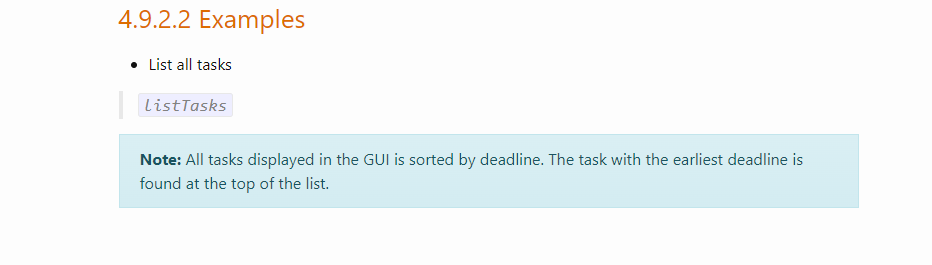 4.9.2.2 Examples
• List all tasks
listTasks
Note: All tasks displayed in the GUI is sorted by deadline. The task with the earliest deadline is
found at the top of the list.